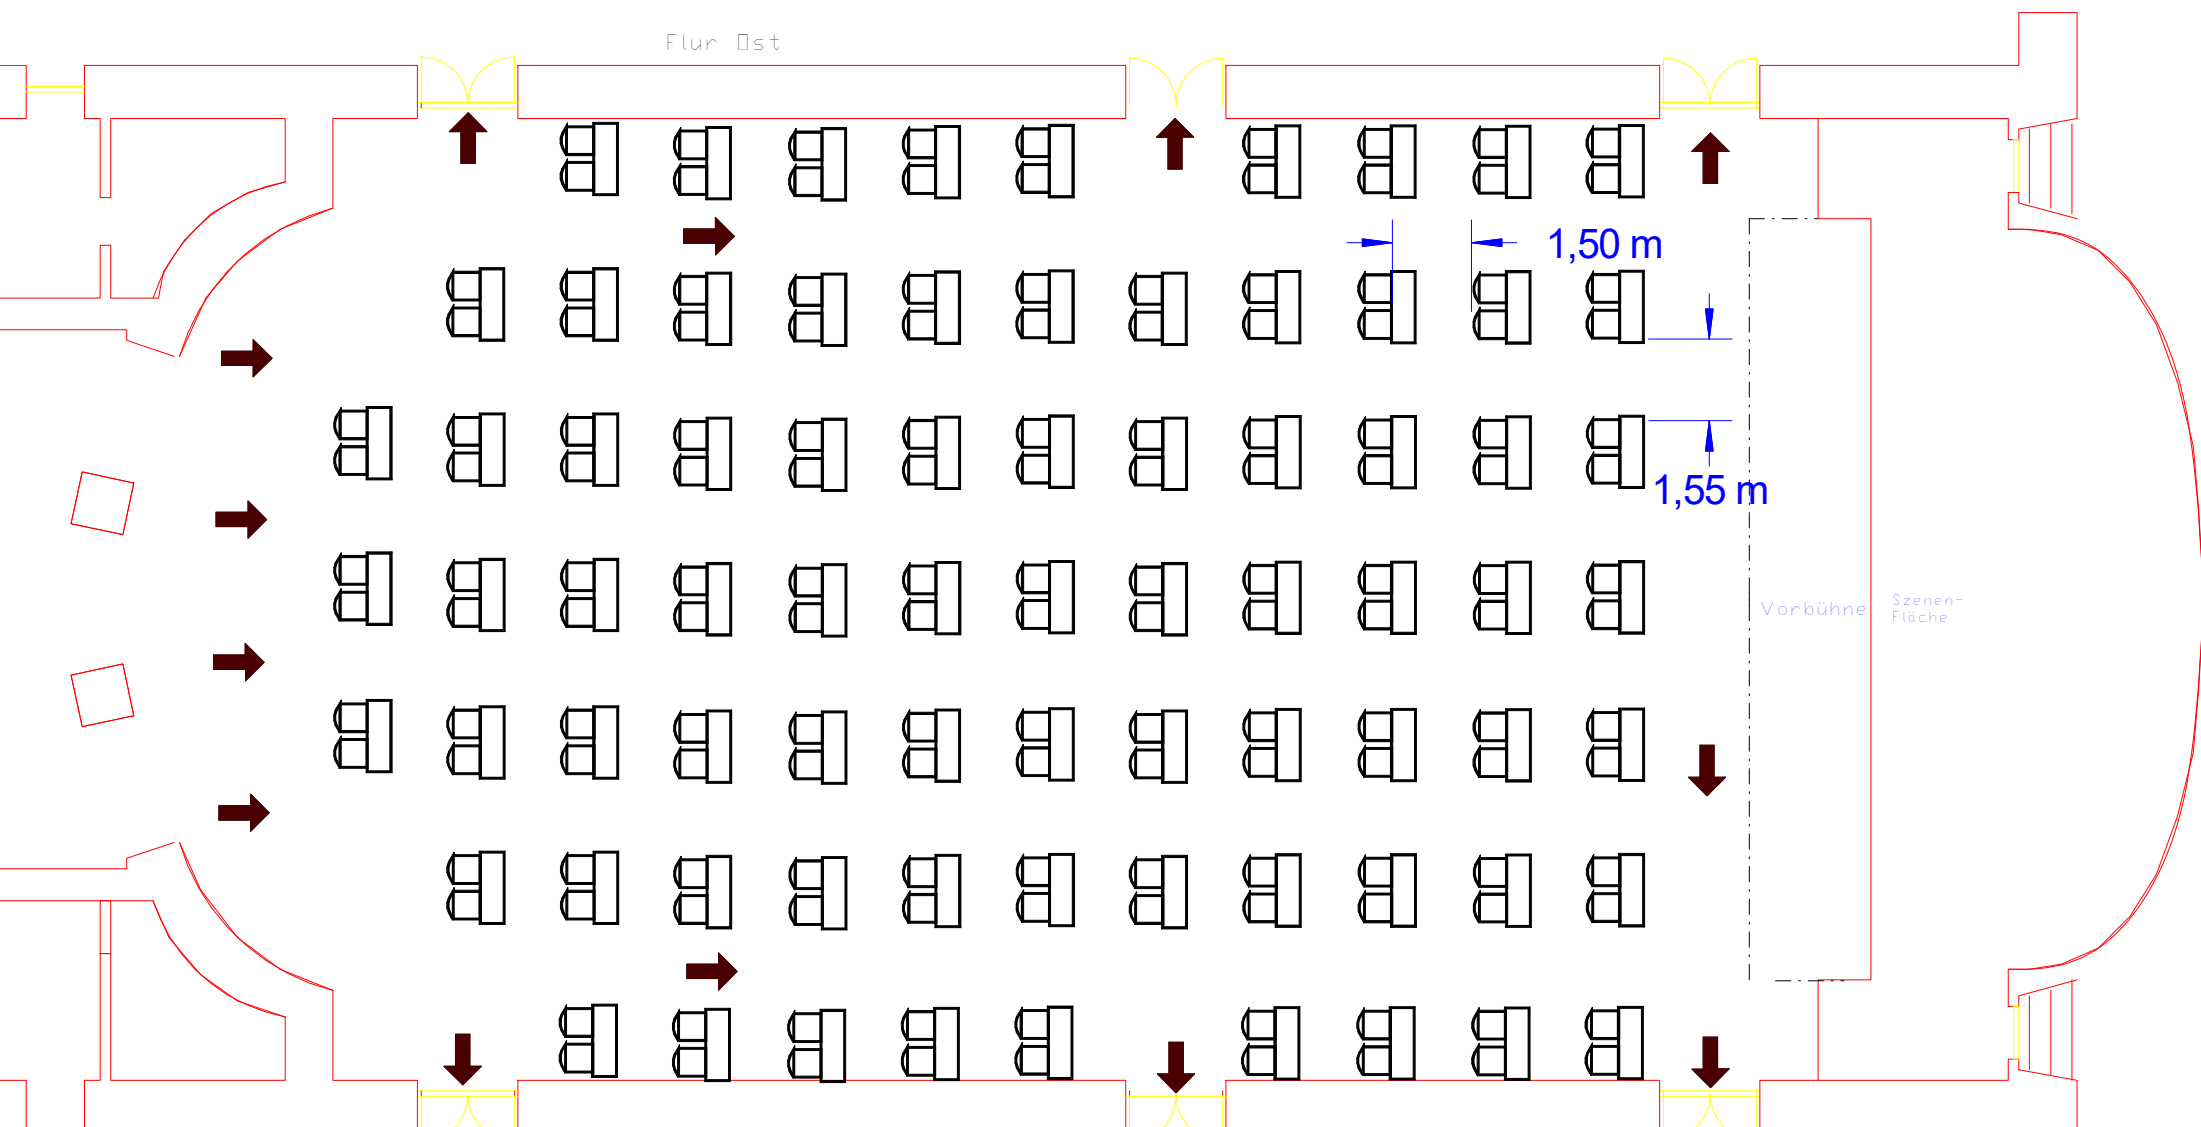 Flur Ost
1,50 m
1,55 m
Vorbühne
Szenen-
Fläche